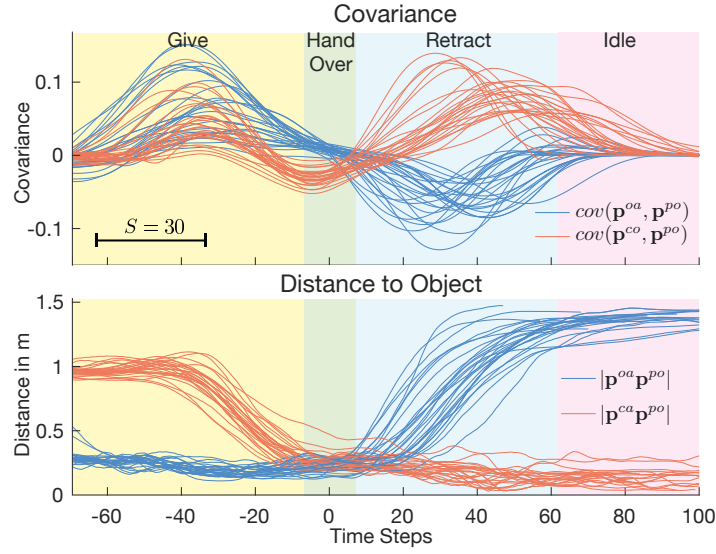 Covariance
Give
Hand
Over
Retract
Idle
Covariance
0.1
0
-0.1
S = 30
cov(p^{oa}, p^{po})
cov(p^{co}, p^{po})
Distance to Object
Distance in m
1.5
1
0.5
0
|p^{oa}p^{po}|
|p^{ca}p^{po}|
-60 -40 -20 0 20 40 60 80 100
Time Steps